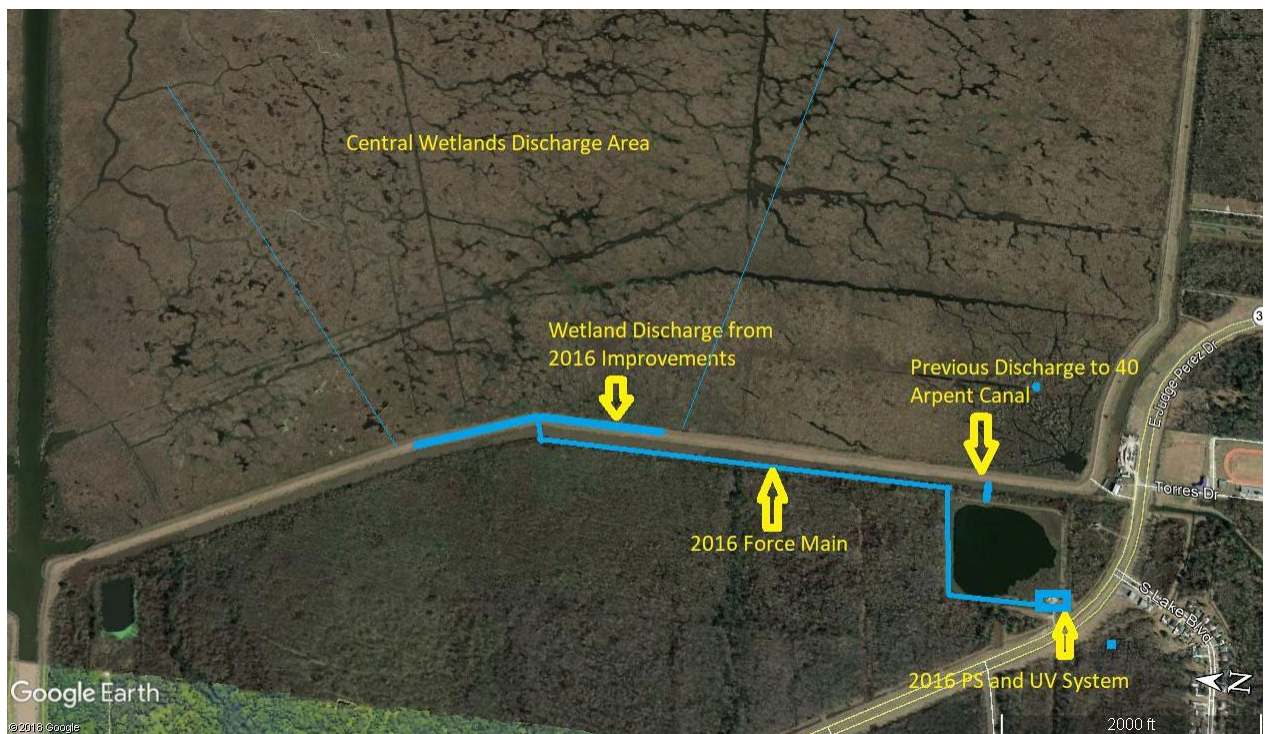 Central Wetlands Discharge Area
Wetland Discharge from
2016 Improvements
Previous Discharge to 40
Arpent Canal
3
E Judge Perez Dr
Torres Dr
2016 Force Main
S Lake Blvd
2016 PS and UV System
N
Google Earth
©2018 Google
2000 ft